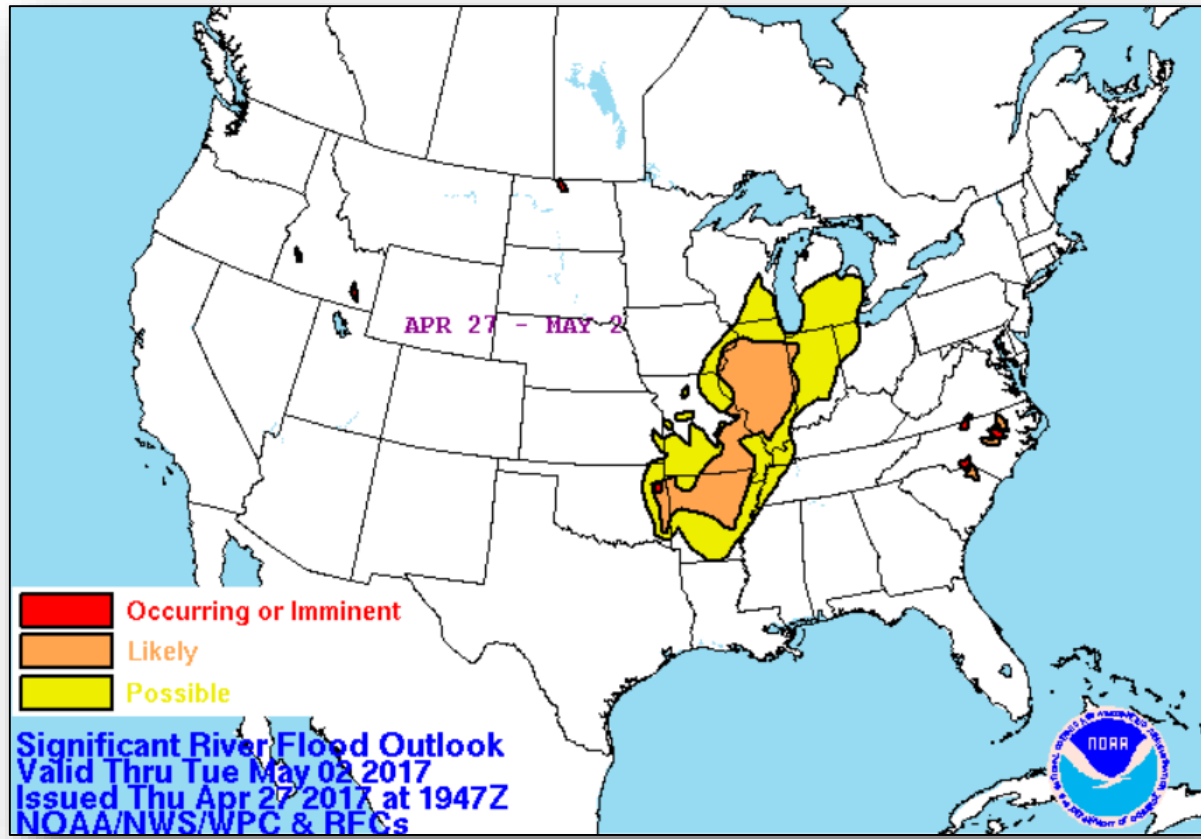 APR 27 - MAY 2
Occurring or Imminent
Likely
Possible
Significant River Flood Outlook
Valid Thru Tue May 02 2017
Issued Thu Apr 27 2017 at 1947Z
NOAA/NWS/WPC & RFCs
NOAA